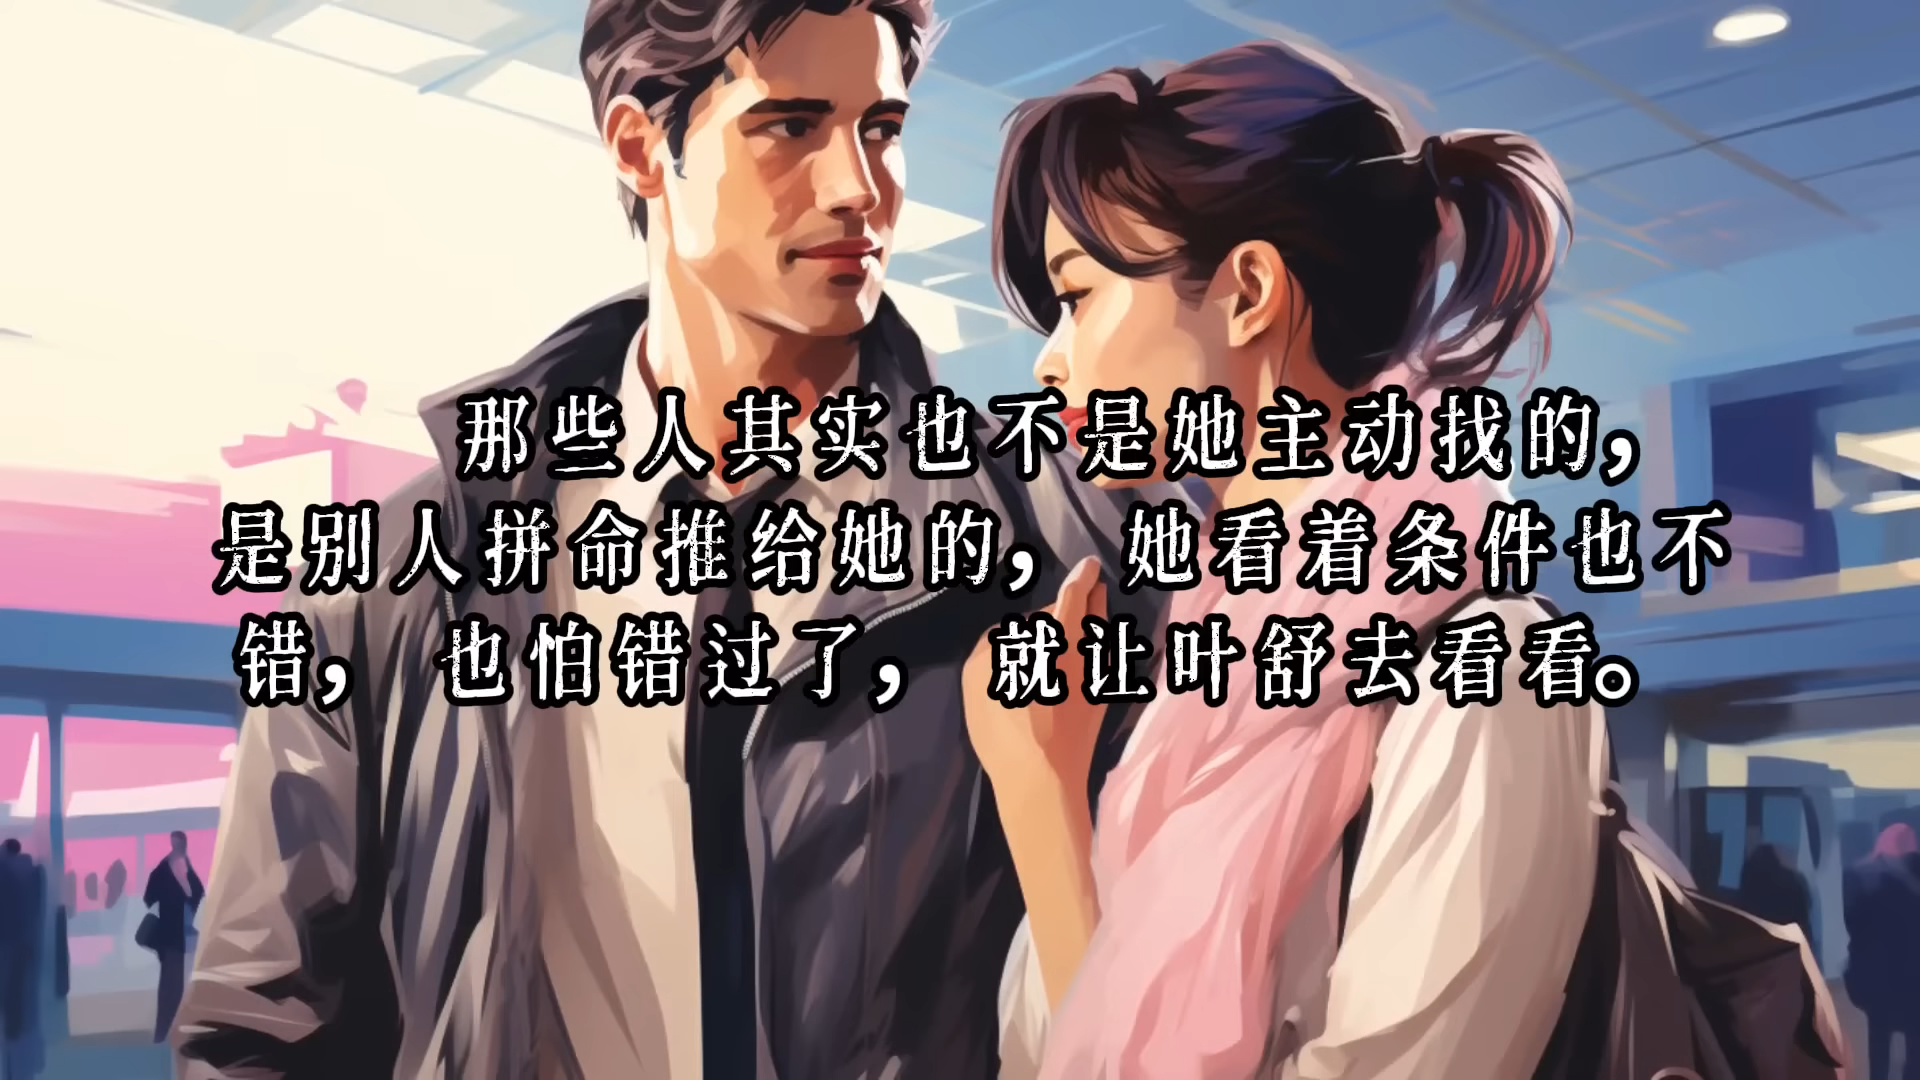 那些人其实也不是她主动找的，
是别人拼命推给她的，她看着条件也不
错，也怕错过了，就让叶舒去看看。